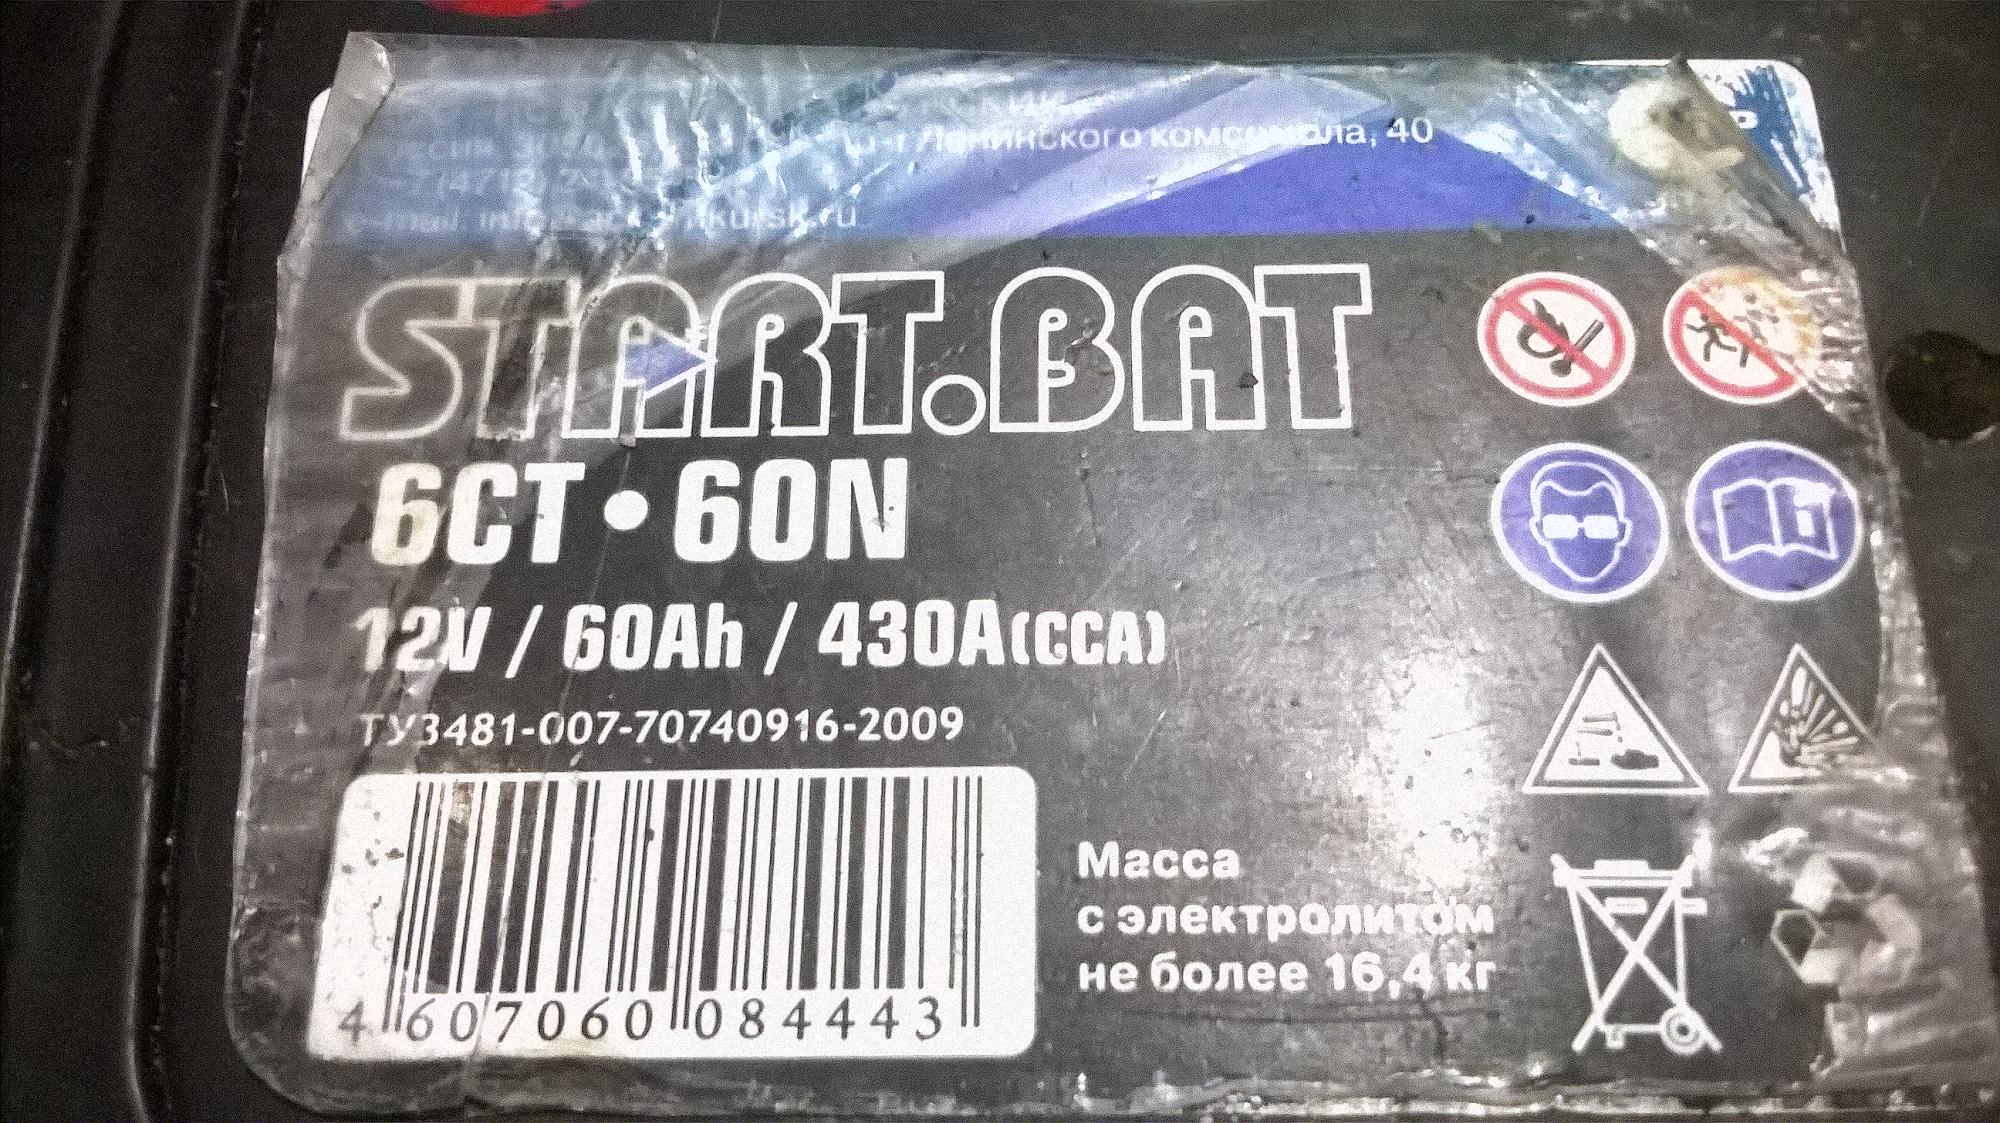 Ленинского комсомола, 40
START.BAT
6СТ•60N
12V / 60Ah / 430A(CCA)
ТУ3481-007-70740916-2009
Масса
с электролитом
не более 16,4 кг
4 607060 084443